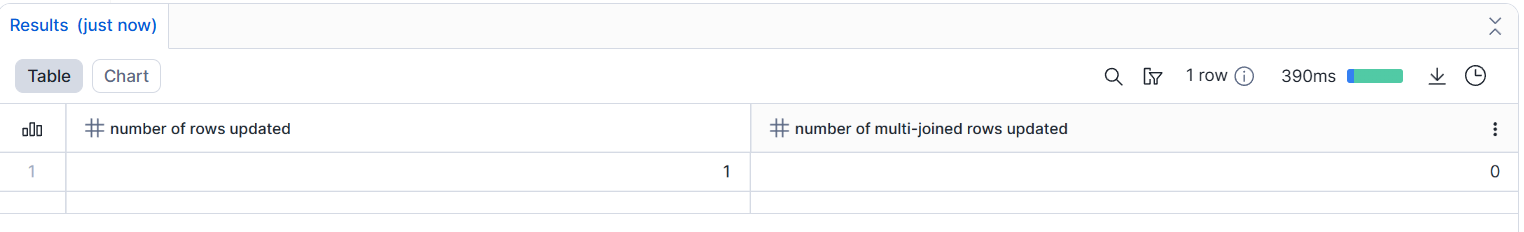 Results (just now)
Table Chart 1 row 390ms
number of rows updated number of multi-joined rows updated
1 1 0